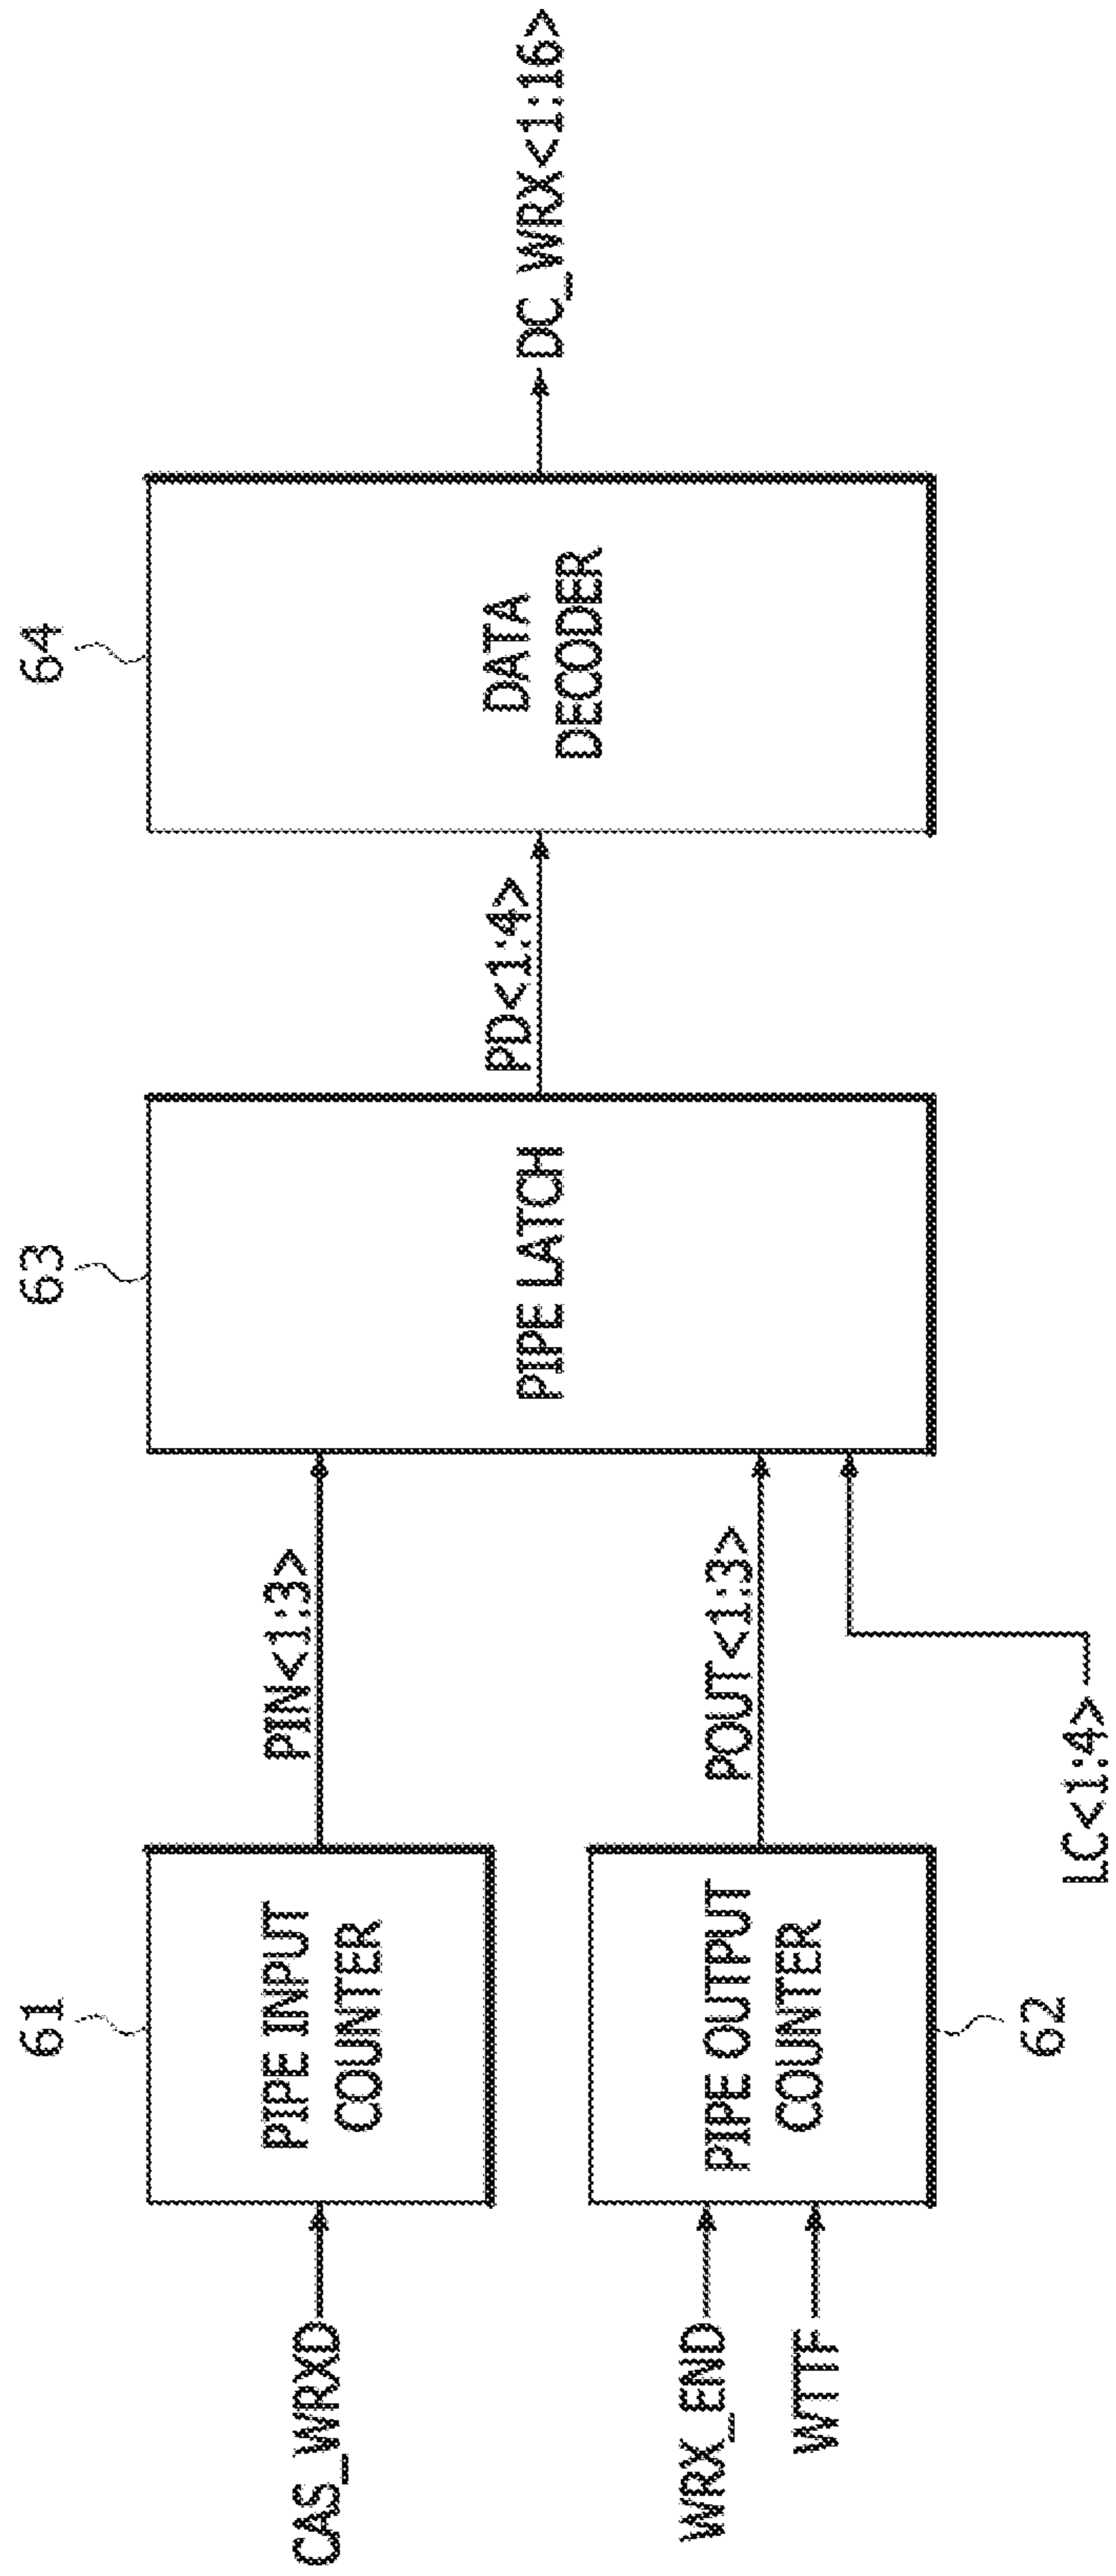 61
CAS_WRXD
PIPE INPUT
COUNTER
PIN<1:3>
WRX_END
WTTF
PIPE OUTPUT
COUNTER
62
POUT<1:3>
LC<1:4>
63
PIPE LATCH
PD<1:4>
64
DATA
DECODER
DC_WRX<1:16>